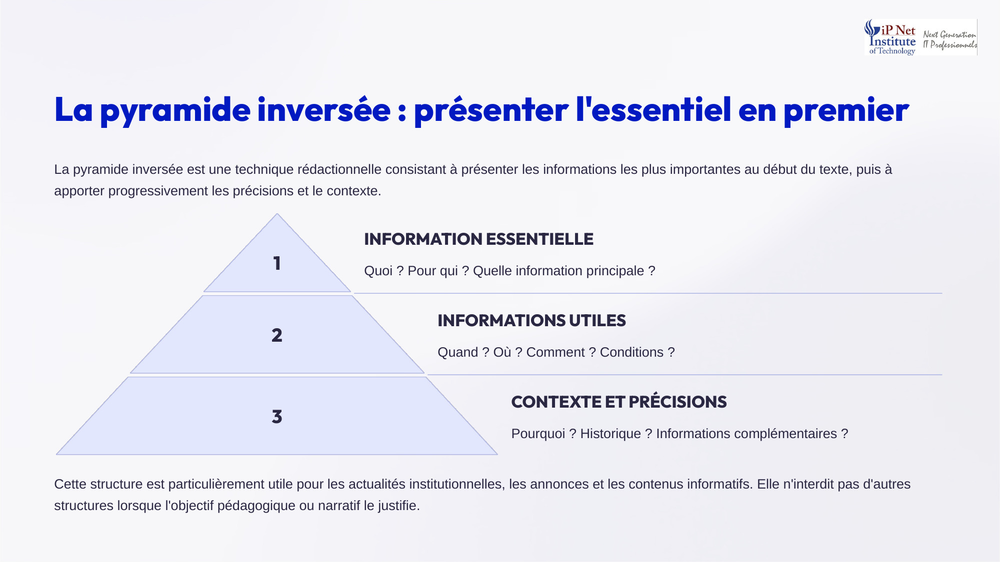 iP Net
Institute
of Technology
Next Generation
IT Professionnels
La pyramide inversée : présenter l'essentiel en premier
La pyramide inversée est une technique rédactionnelle consistant à présenter les informations les plus importantes au début du texte, puis à
apporter progressivement les précisions et le contexte.
1
INFORMATION ESSENTIELLE
Quoi ? Pour qui ? Quelle information principale ?
2
INFORMATIONS UTILES
Quand ? Où ? Comment ? Conditions ?
3
CONTEXTE ET PRÉCISIONS
Pourquoi ? Historique ? Informations complémentaires ?
Cette structure est particulièrement utile pour les actualités institutionnelles, les annonces et les contenus informatifs. Elle n'interdit pas d'autres
structures lorsque l'objectif pédagogique ou narratif le justifie.